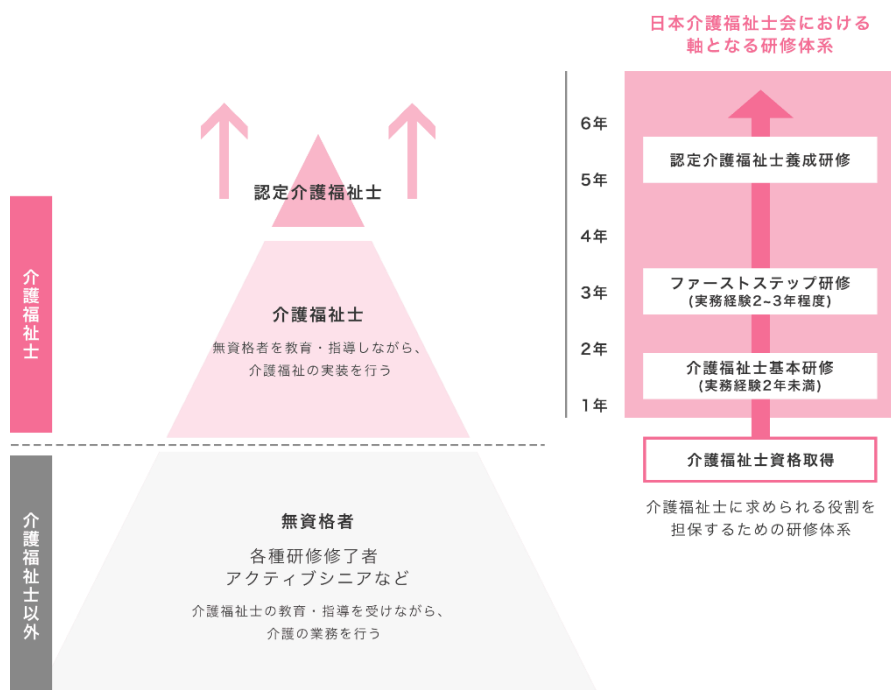 日本介護福祉士会における
軸となる研修体系
認定介護福祉士
介護福祉士
介護福祉士
無資格者を教育・指導しながら、
介護福祉の実装を行う
介護福祉士以外
無資格者
各種研修修了者
アクティブシニアなど
介護福祉士の教育・指導を受けながら、
介護の業務を行う
6年
5年
4年
3年
2年
1年
認定介護福祉士養成研修
ファーストステップ研修
(実務経験2~3年程度)
介護福祉士基本研修
(実務経験2年未満)
介護福祉士資格取得
介護福祉士に求められる役割を
担保するための研修体系